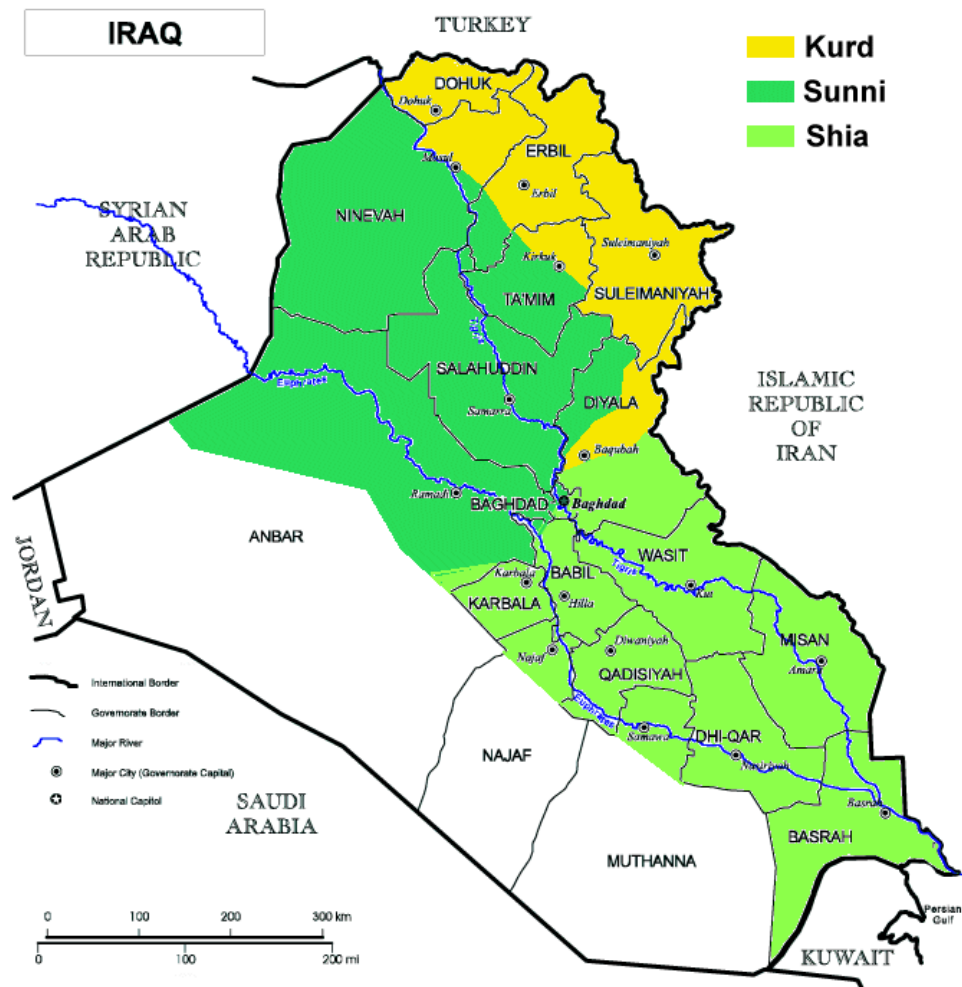 IRAQ
TURKEY
Kurd
Sunni
Shia
DOHUK
Dohuk
ERBIL
Mosul
Erbil
NINEVAH
SYRIAN
ARAB
REPUBLIC
Suleimaniyah
Kirkuk
SULEIMANIYAH
TA'MIM
Tigris
SALAHUDDIN
Euphrates
ISLAMIC
REPUBLIC
OF
IRAN
DIYALA
Samarra
Baqubah
Ramadi
BAGHDAD
Baghdad
ANBAR
WASIT
Tigris
JORDAN
Karbala
BABIL
Kut
KARBALA
Hilla
Diwaniyah
MISAN
Najaf
Amara
QADISIYAH
International Border
Euphrates
Governorate Border
Samawa
DHI-QAR
Major River
NAJAF
Nasiriyah
Major City (Governorate Capital)
National Capitol
SAUDI
ARABIA
Basrah
BASRAH
MUTHANNA
0 100 200 300 km
0 100 200 mi
Persian
Gulf
KUWAIT